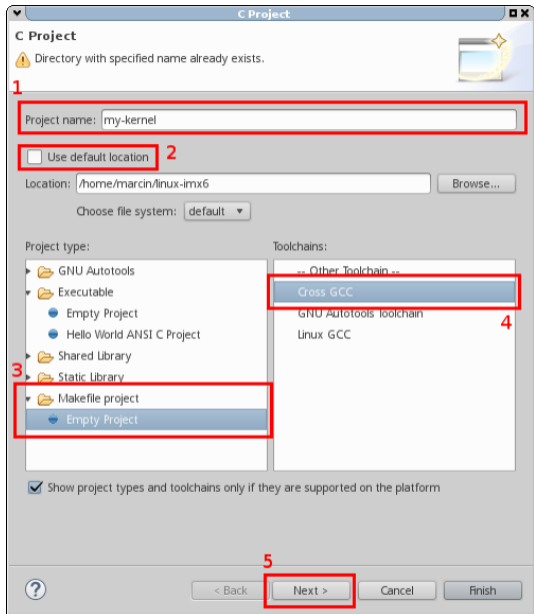 C Project
C Project
Directory with specified name already exists.
1
Project name: my-kernel
Use default location 2
Location: /home/marcin/linux-imx6 Browse...
Choose file system: default
Project type: Toolchains:
GNU Autotools -- Other Toolchain --
Executable Cross GCC
Empty Project GNU Autotools Toolchain
4
Hello World ANSI C Project Linux GCC
Shared Library
3 Static Library
Makefile project
Empty Project
Show project types and toolchains only if they are supported on the platform
5
? < Back Next > Cancel Finish